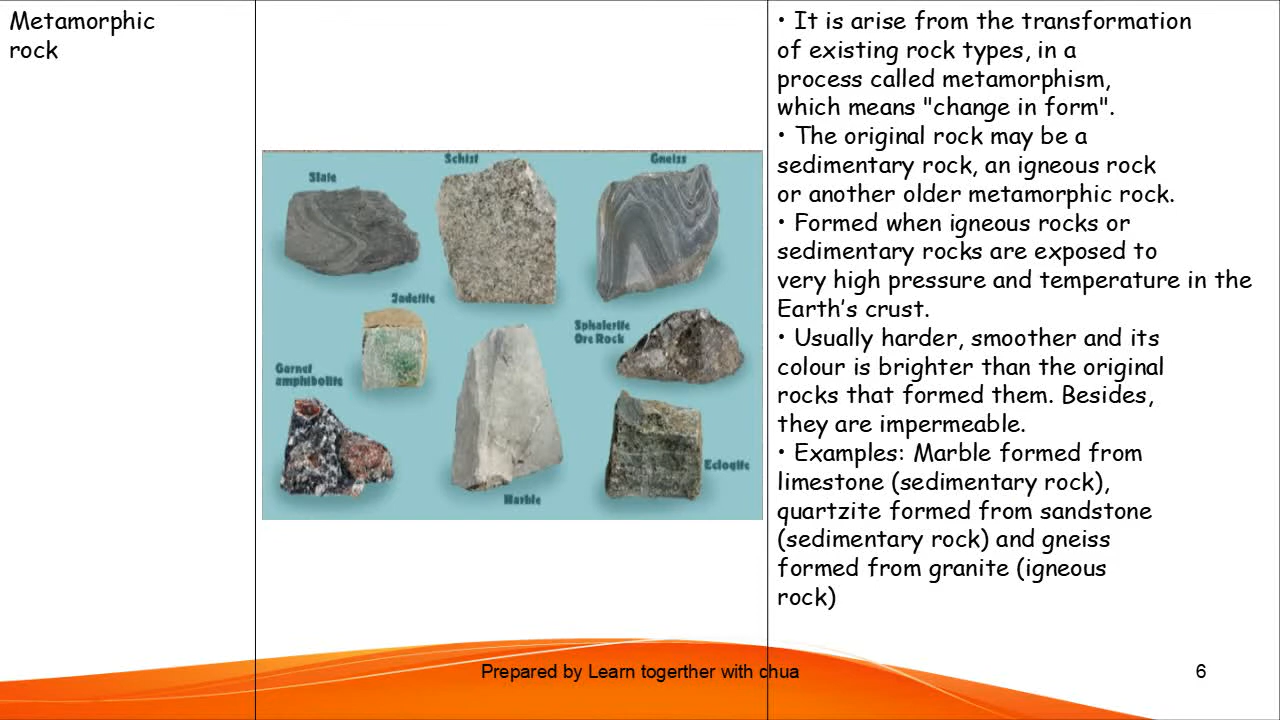 Metamorphic
rock
Schist
Gneiss
Slate
Jadetite
Sphalerite
Ore Rock
Garnet
amphibolite
Eclogite
Marble
• It is arise from the transformation
of existing rock types, in a
process called metamorphism,
which means "change in form".
• The original rock may be a
sedimentary rock, an igneous rock
or another older metamorphic rock.
• Formed when igneous rocks or
sedimentary rocks are exposed to
very high pressure and temperature in the
Earth's crust.
• Usually harder, smoother and its
colour is brighter than the original
rocks that formed them. Besides,
they are impermeable.
• Examples: Marble formed from
limestone (sedimentary rock),
quartzite formed from sandstone
(sedimentary rock) and gneiss
formed from granite (igneous
rock)
Prepared by Learn togerther with chua
6